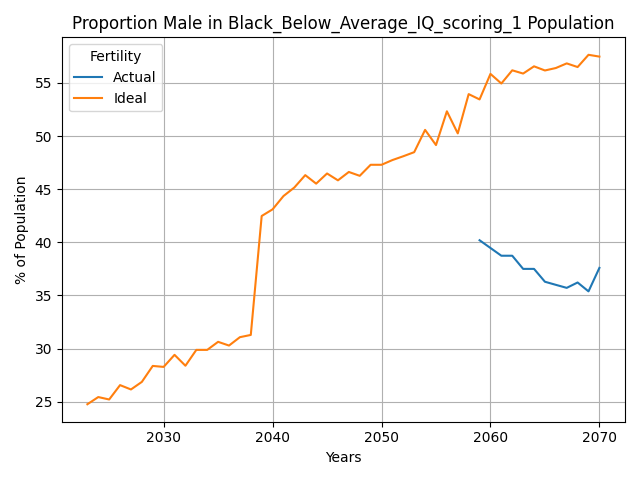 Proportion Male in Black_Below_Average_IQ_scoring_1 Population
Fertility
Actual
Ideal
% of Population
55
50
45
40
35
30
25
2030
2040
2050
2060
2070
Years